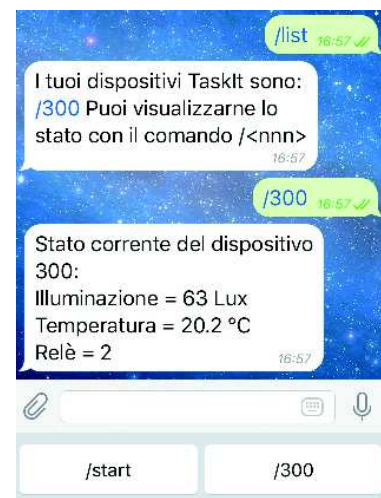 /list 16:57
I tuoi dispositivi TaskIt sono:
/300 Puoi visualizzarne lo
stato con il comando /<nnn>
16:57
/300 16:57
Stato corrente del dispositivo
300:
Illuminazione = 63 Lux
Temperatura = 20.2 °C
Relè = 2
16:57
/start
/300